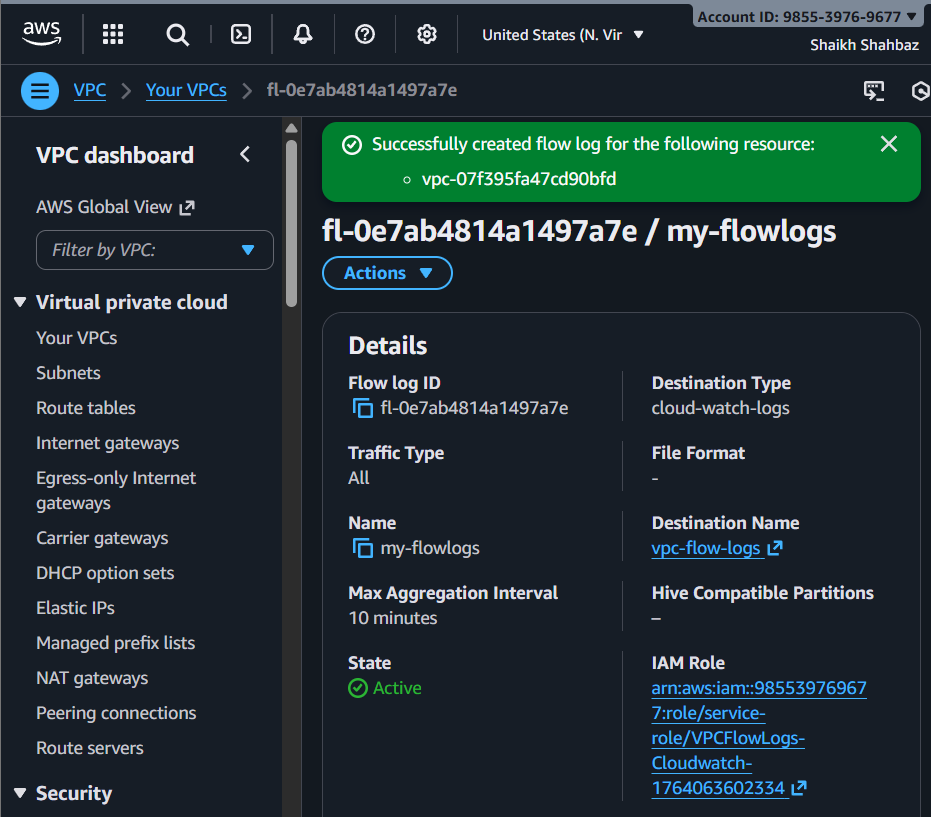 aws
United States (N. Vir
Account ID: 9855-3976-9677
Shaikh Shahbaz
VPC
Your VPCs
fl-0e7ab4814a1497a7e
VPC dashboard
AWS Global View
Filter by VPC:
Virtual private cloud
Your VPCs
Subnets
Route tables
Internet gateways
Egress-only Internet
gateways
Carrier gateways
DHCP option sets
Elastic IPs
Managed prefix lists
NAT gateways
Peering connections
Route servers
Security
Successfully created flow log for the following resource:
vpc-07f395fa47cd90bfd
fl-0e7ab4814a1497a7e / my-flowlogs
Actions
Details
Flow log ID
fl-0e7ab4814a1497a7e
Destination Type
cloud-watch-logs
Traffic Type
All
File Format
-
Name
my-flowlogs
Destination Name
vpc-flow-logs
Max Aggregation Interval
10 minutes
Hive Compatible Partitions
–
State
Active
IAM Role
arn:aws:iam::98553976967
7:role/service-
role/VPCFlowLogs-
Cloudwatch-
1764063602334